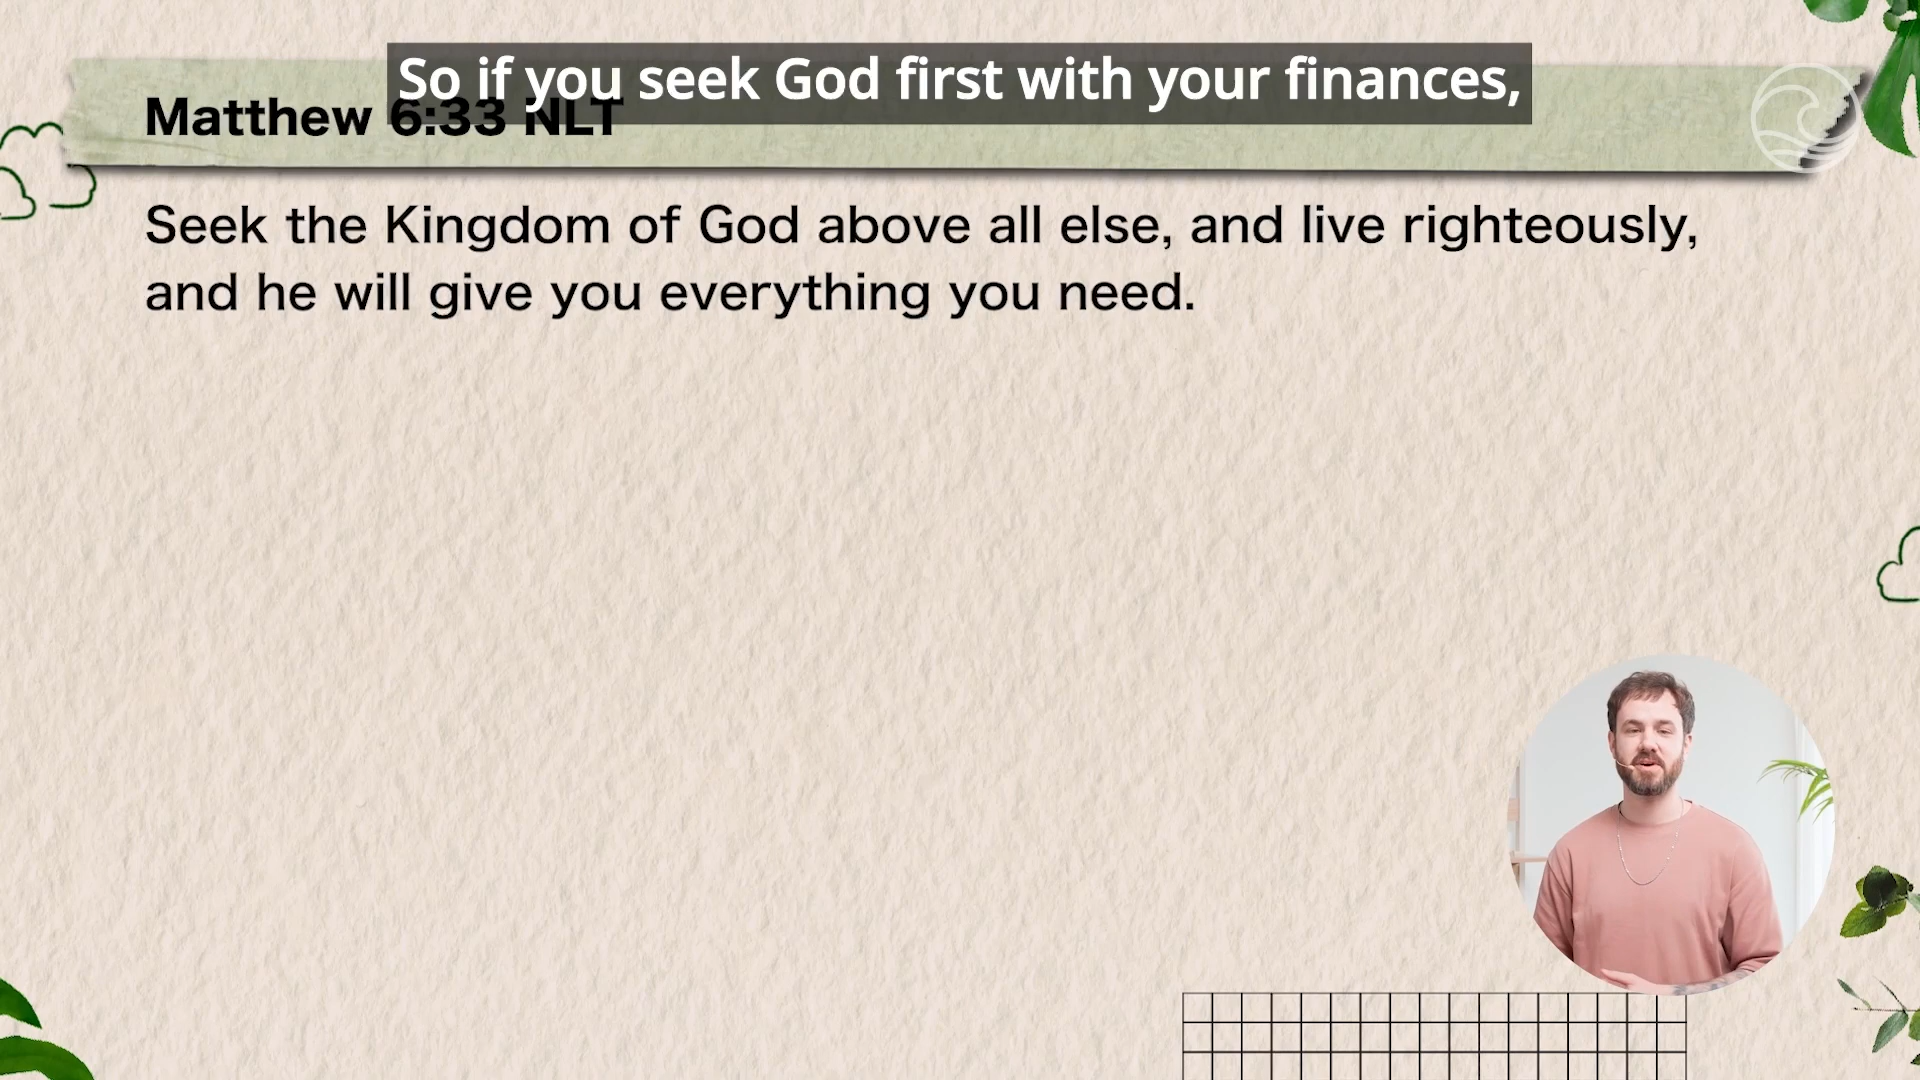 So if you seek God first with your finances,
Matthew 6:33 NLT
Seek the Kingdom of God above all else, and live righteously,
and he will give you everything you need.